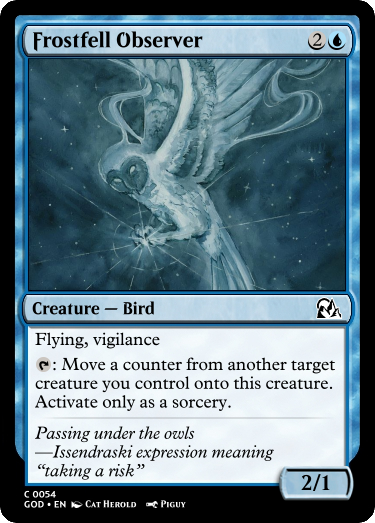 Frostfell Observer 2
Creature — Bird
Flying, vigilance
: Move a counter from another target
creature you control onto this creature.
Activate only as a sorcery.
Passing under the owls
—Issendraski expression meaning
“taking a risk”
2/1
C 0054
GOD • EN Cat Herold Piguy